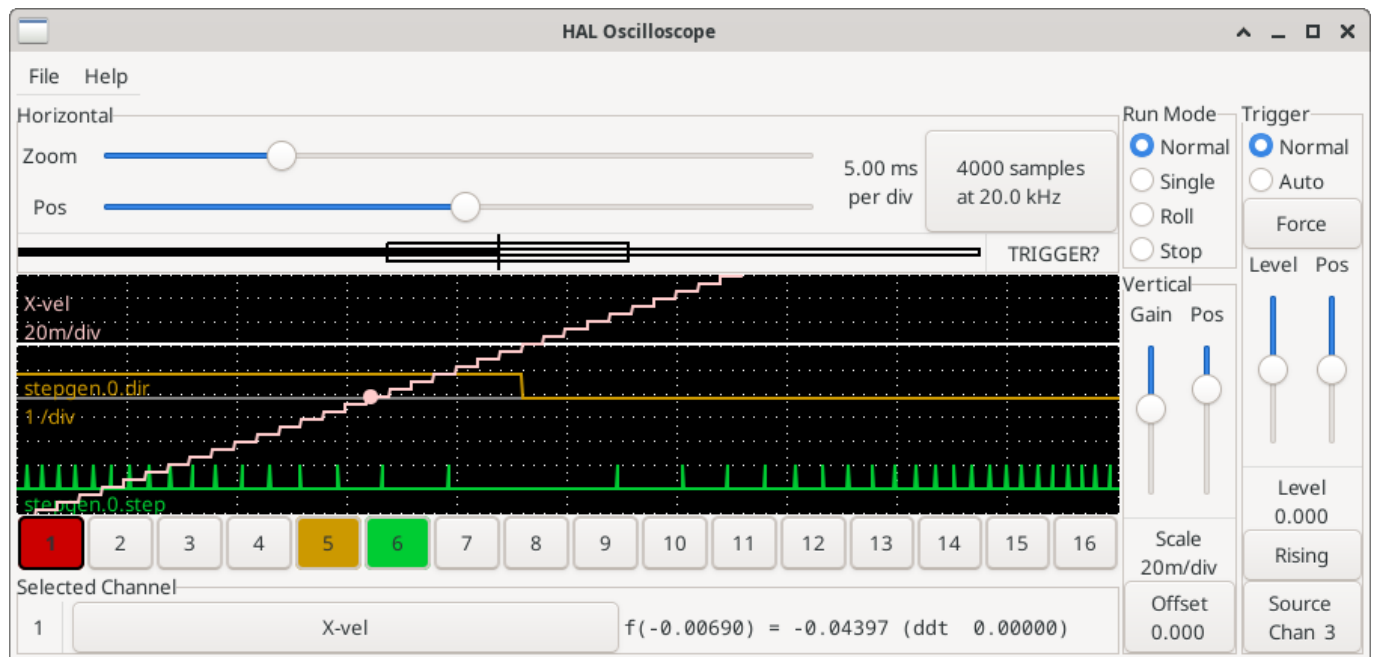 HAL Oscilloscope
File Help
Horizontal
Zoom
Pos
5.00 ms
per div
4000 samples
at 20.0 kHz
TRIGGER?
Run Mode
Normal
Single
Roll
Stop
Trigger
Normal
Auto
Force
Level Pos
Level
0.000
Rising
Source
Chan 3
Vertical
Gain Pos
Scale
20m/div
Offset
0.000
X-vel
20m/div
stepgen.0.dir
1 /div
stepgen.0.step
1 2 3 4 5 6 7 8 9 10 11 12 13 14 15 16
Selected Channel
1 X-vel f(-0.00690) = -0.04397 (ddt 0.00000)